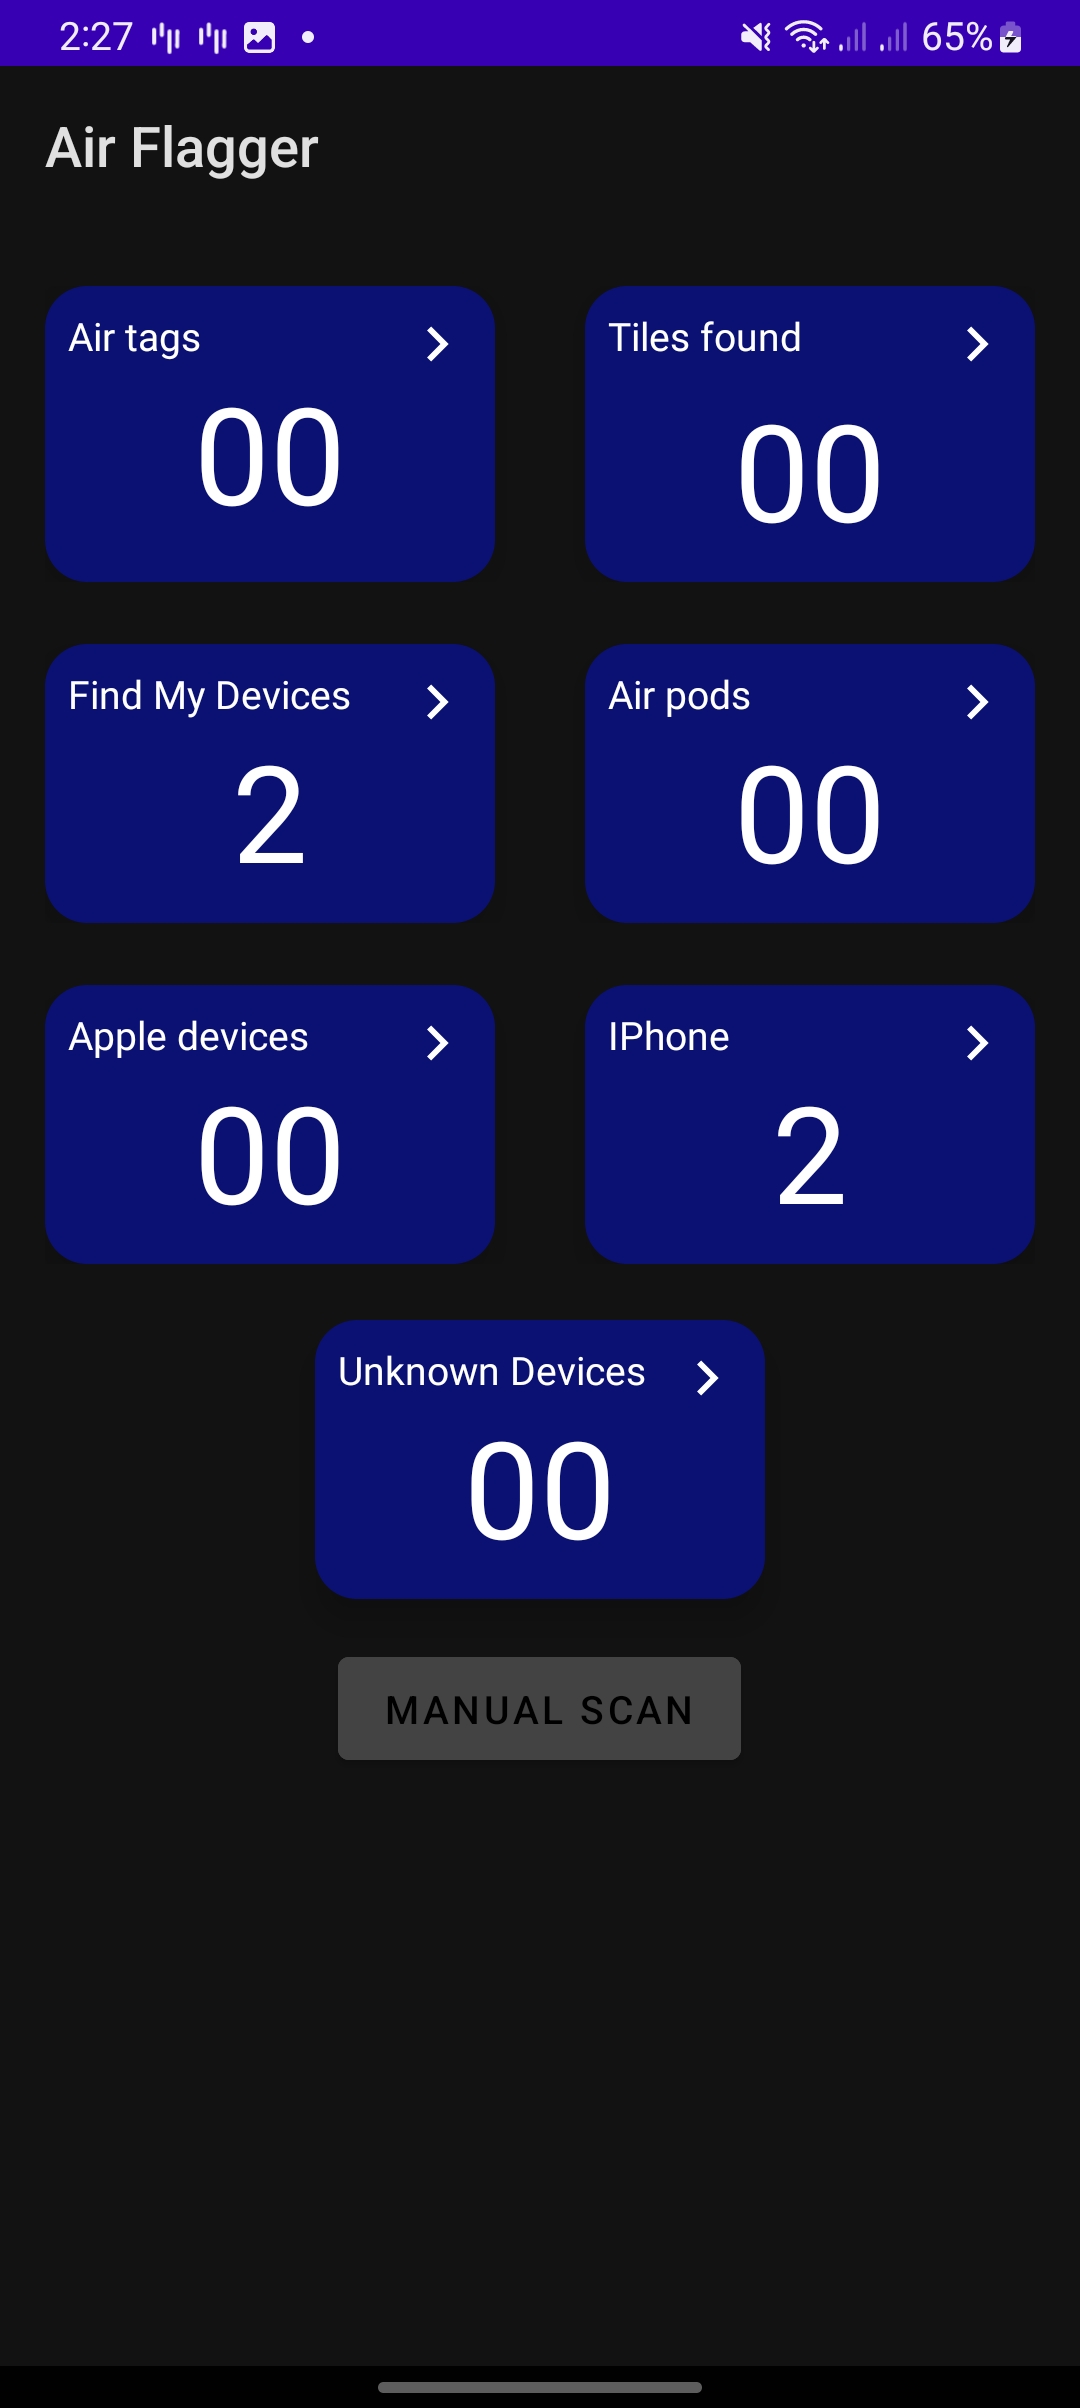 2:27 65%
Air Flagger
Air tags
00
Tiles found
00
Find My Devices
2
Air pods
00
Apple devices
00
IPhone
2
Unknown Devices
00
MANUAL SCAN